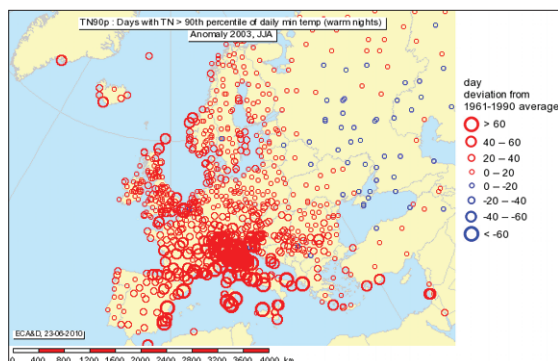 TN90p : Days with TN > 90th percentile of daily min temp (warm nights)
Anomaly 2003, JJA
day
deviation from
1961-1990 average
> 60
40 – 60
20 – 40
0 – 20
0 – -20
-20 – -40
-40 – -60
< -60
ECA&D, 23-06-2010
0 400 800 1200 1600 2000 2400 2800 3200 3600 4000 km